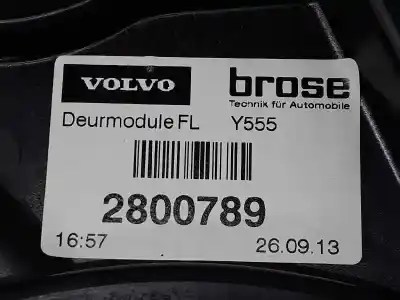 VOLVO brose
Technik für Automobile
Deurmodule FL Y555
2800789
16:57 26.09.13